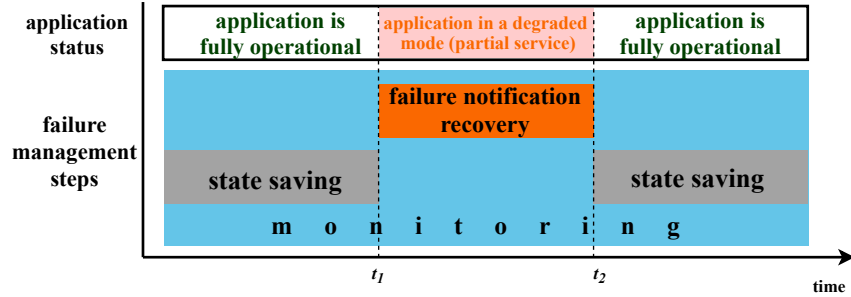 application
status
application is
fully operational
application in a degraded
mode (partial service)
application is
fully operational
failure
management
steps
failure notification
recovery
state saving
state saving
m o n i t o r i n g
t1
t2
time